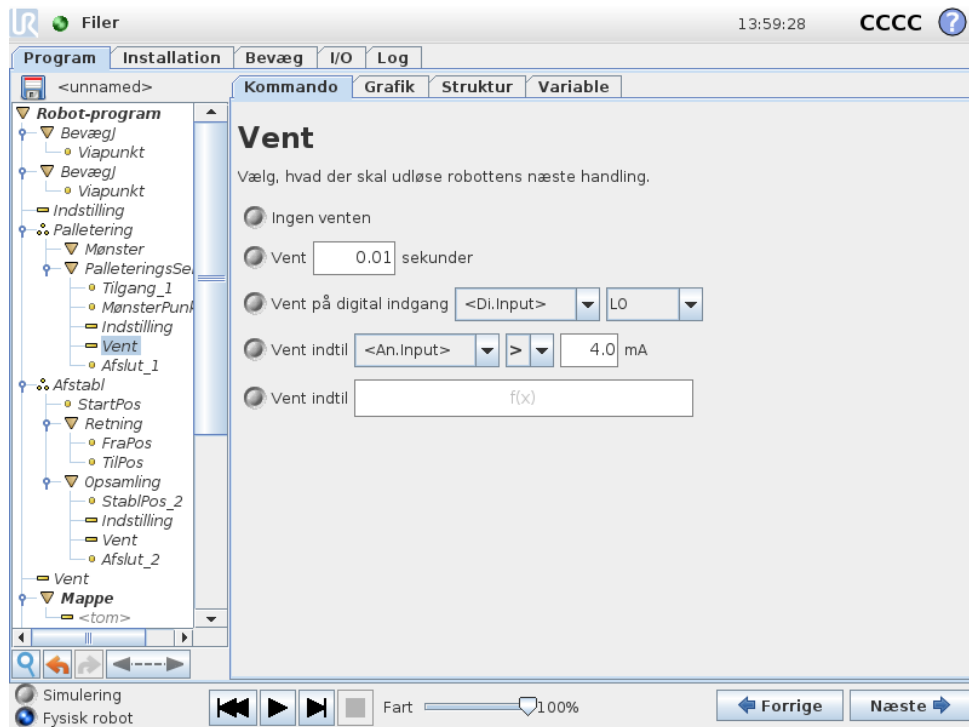 UR Filer 13:59:28 CCCC ?
Program Installation Bevæg I/O Log
<unnamed>
Kommando Grafik Struktur Variable
Robot-program
BevægJ
Viapunkt
BevægJ
Viapunkt
Indstilling
Palletering
Mønster
PalleteringsSe
Tilgang_1
MønsterPunk
Indstilling
Vent
Afslut_1
Afstabl
StartPos
Retning
FraPos
TilPos
Opsamling
StablPos_2
Indstilling
Vent
Afslut_2
Vent
Mappe
<tom>
Vent
Vælg, hvad der skal udløse robottens næste handling.
Ingen venten
Vent 0.01 sekunder
Vent på digital indgang <Di.Input> LO
Vent indtil <An.Input> > 4.0 mA
Vent indtil f(x)
Simulering
Fysisk robot
Fart 100%
Forrige Næste